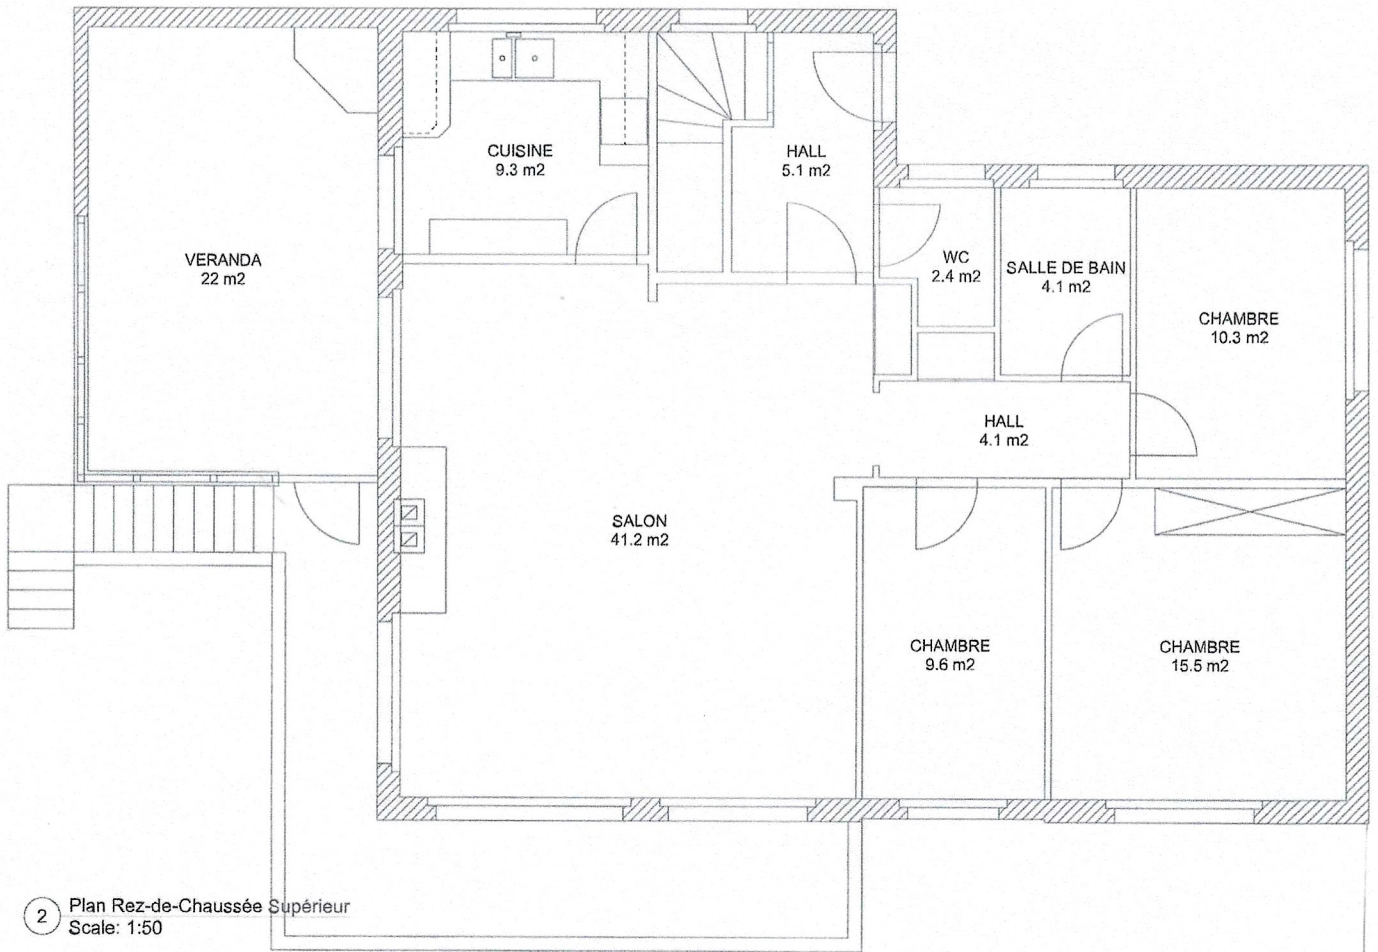 CUISINE
9.3 m2
HALL
5.1 m2
VERANDA
22 m2
WC
2.4 m2
SALLE DE BAIN
4.1 m2
CHAMBRE
10.3 m2
HALL
4.1 m2
SALON
41.2 m2
CHAMBRE
9.6 m2
CHAMBRE
15.5 m2
2
Plan Rez-de-Chaussée Supérieur
Scale: 1:50